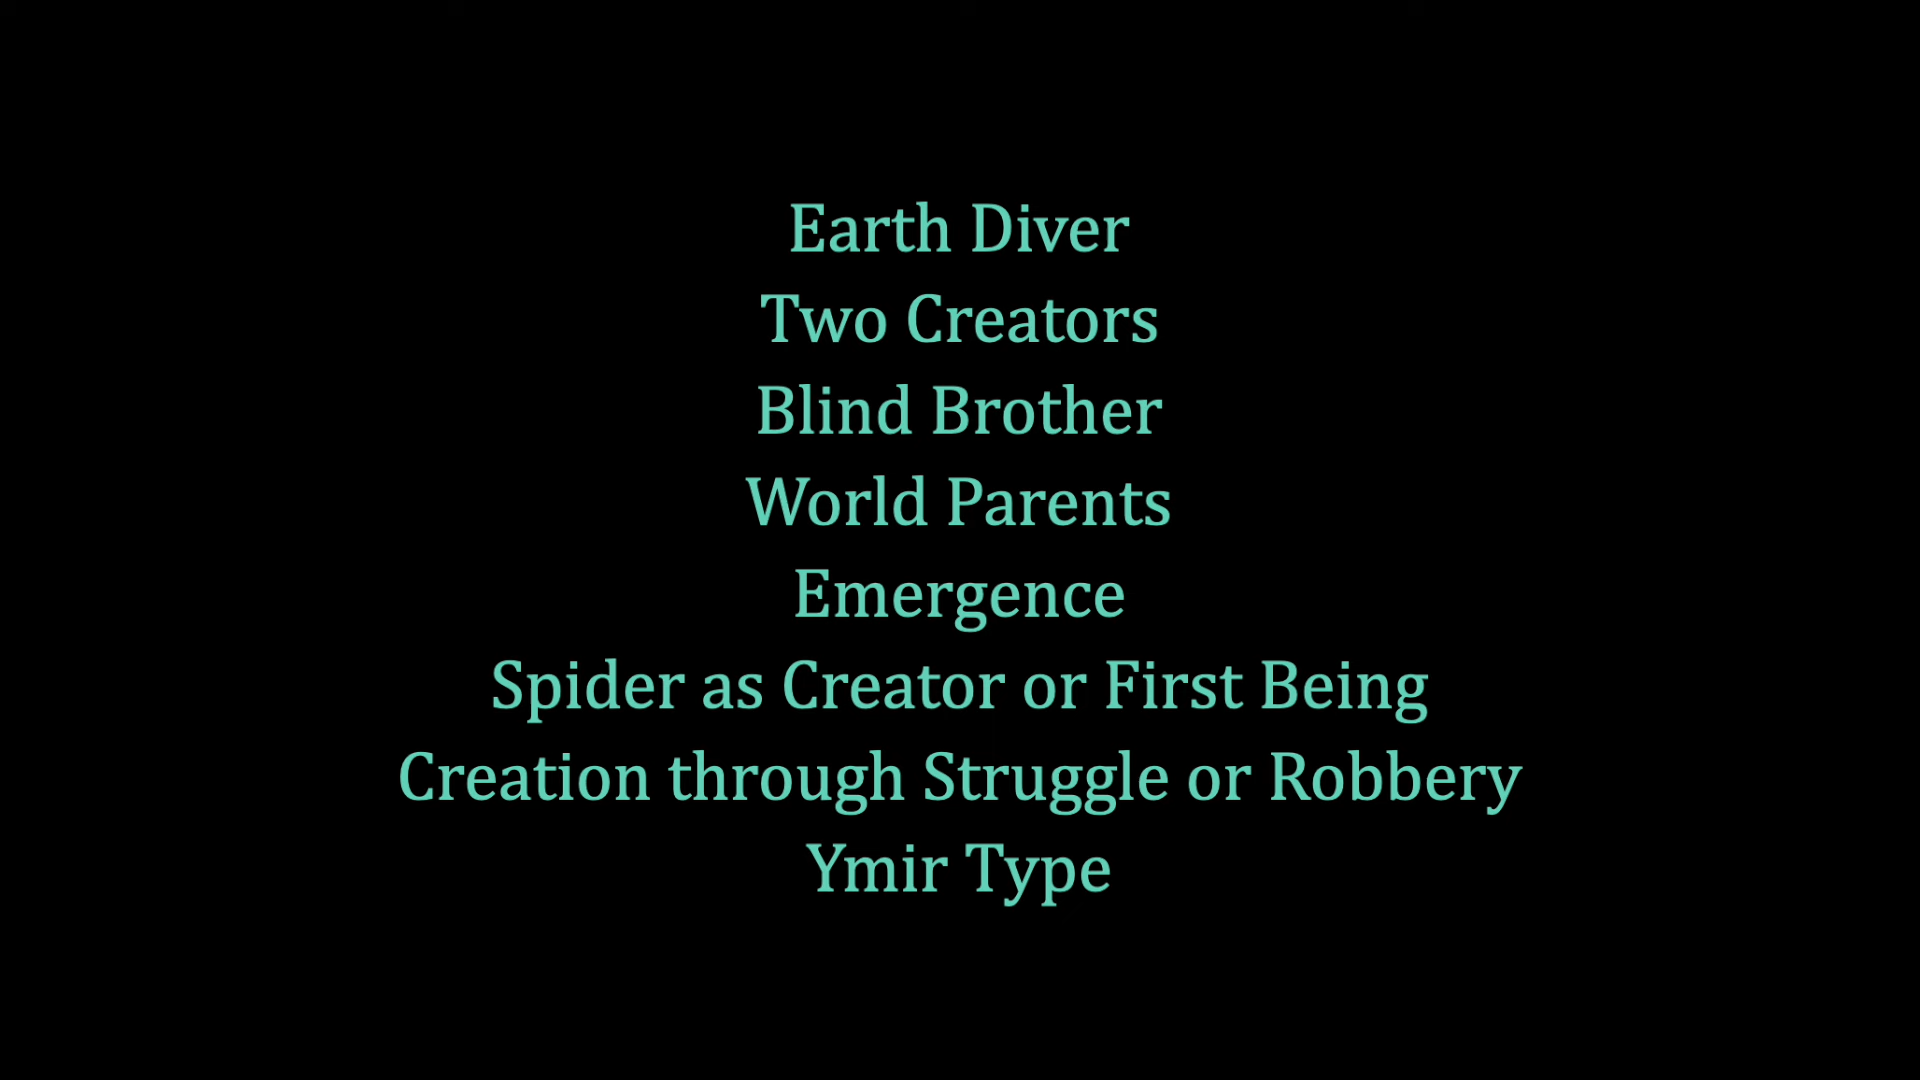 Earth Diver
Two Creators
Blind Brother
World Parents
Emergence
Spider as Creator or First Being
Creation through Struggle or Robbery
Ymir Type